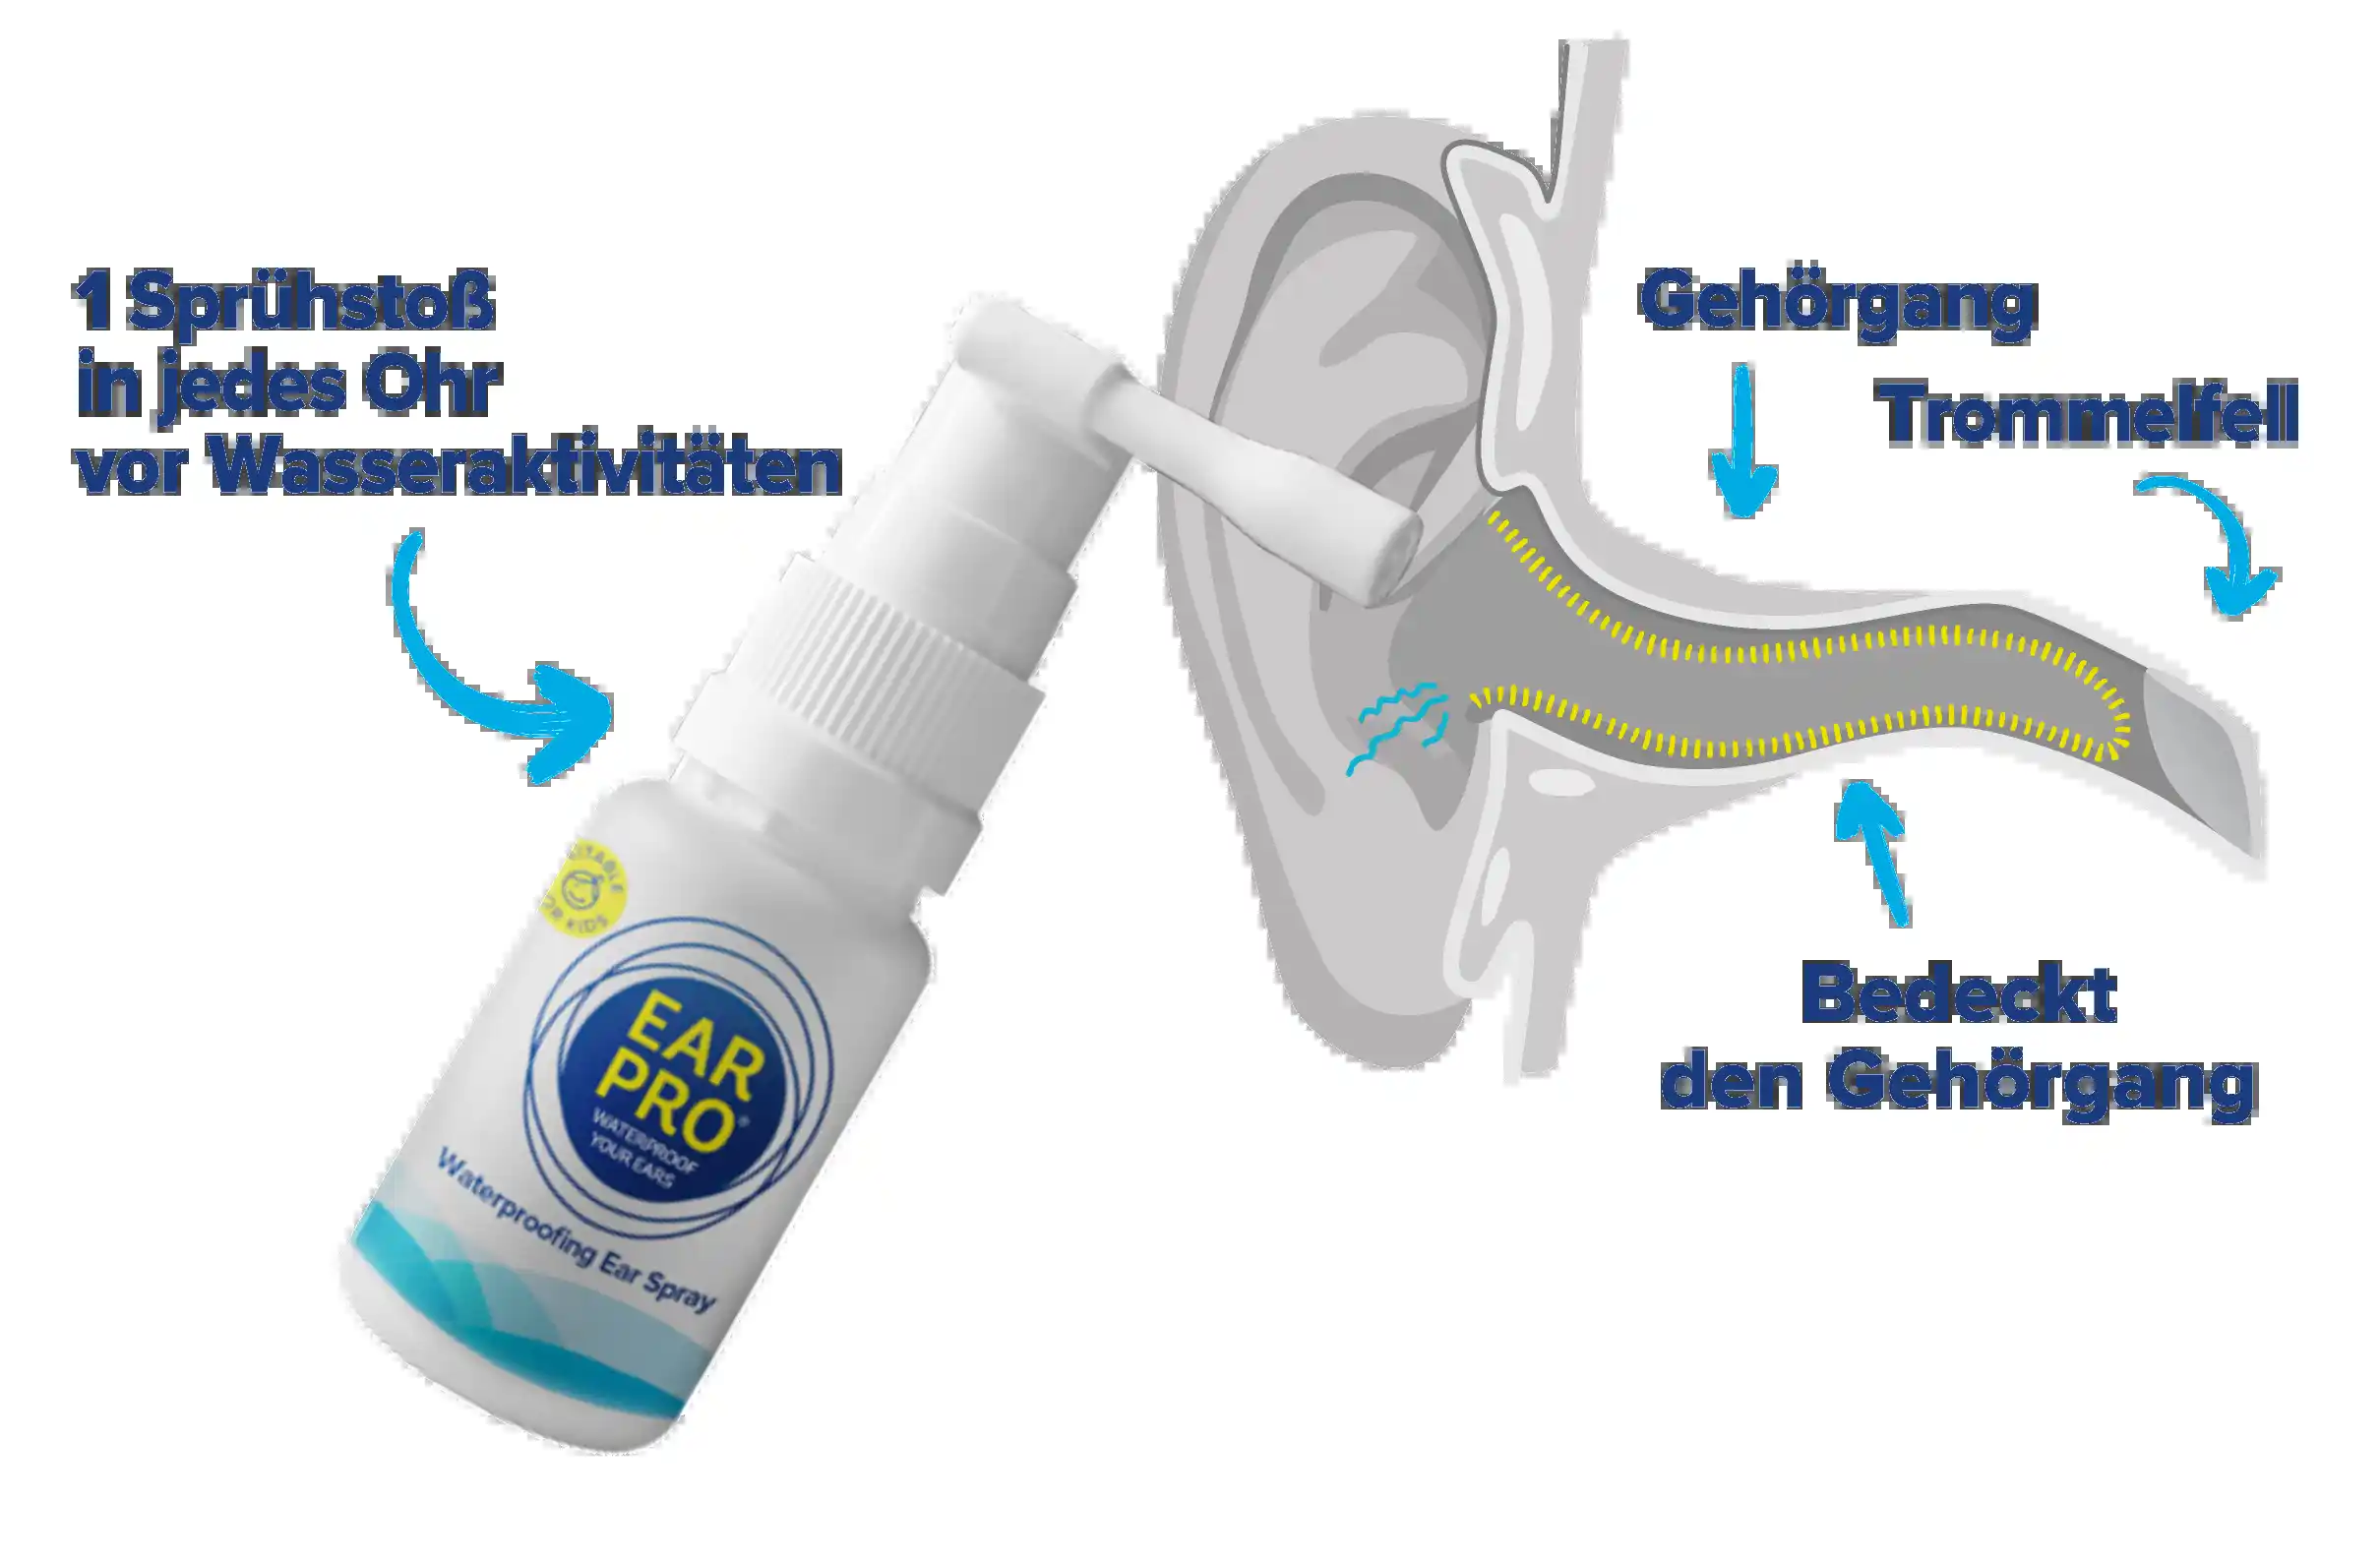 1 Sprühstoß
in jedes Ohr
vor Wasseraktivitäten
Gehörgang
Trommelfell
Bedeckt
den Gehörgang
KIDS
EAR
PRO®
WATERPROOF
YOUR EARS
Waterproofing Ear Spray